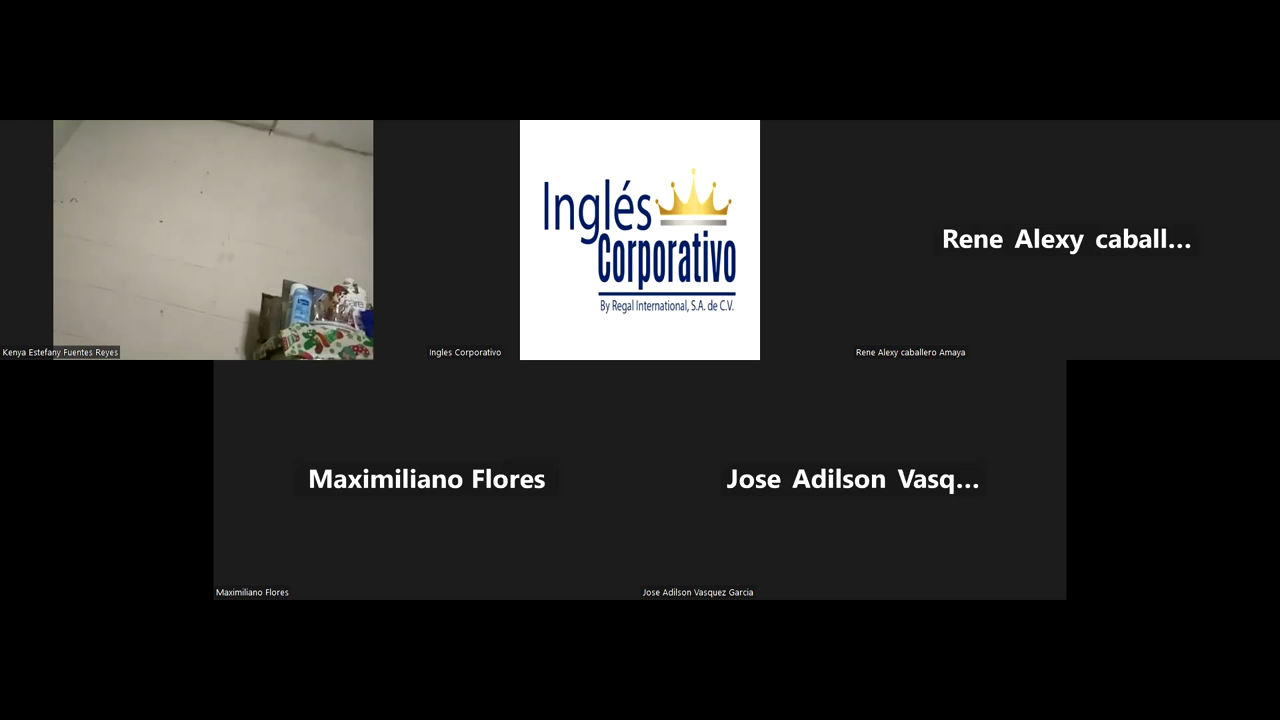 Inglés
Corporativo
By Regal International, S.A. de C.V.
Rene Alexy caball...
Kenya Estefany Fuentes Reyes
Ingles Corporativo
Rene Alexy caballero Amaya
Maximiliano Flores
Jose Adilson Vasq...
Maximiliano Flores
Jose Adilson Vasquez Garcia